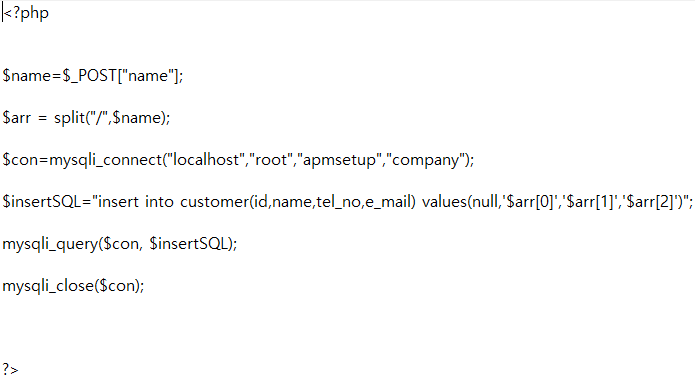 <?php
$name=$_POST["name"];
$arr = split("/",$name);
$con=mysqli_connect("localhost","root","apmsetup","company");
$insertSQL="insert into customer(id,name,tel_no,e_mail) values(null,'$arr[0]','$arr[1]','$arr[2]')";
mysqli_query($con, $insertSQL);
mysqli_close($con);
?>